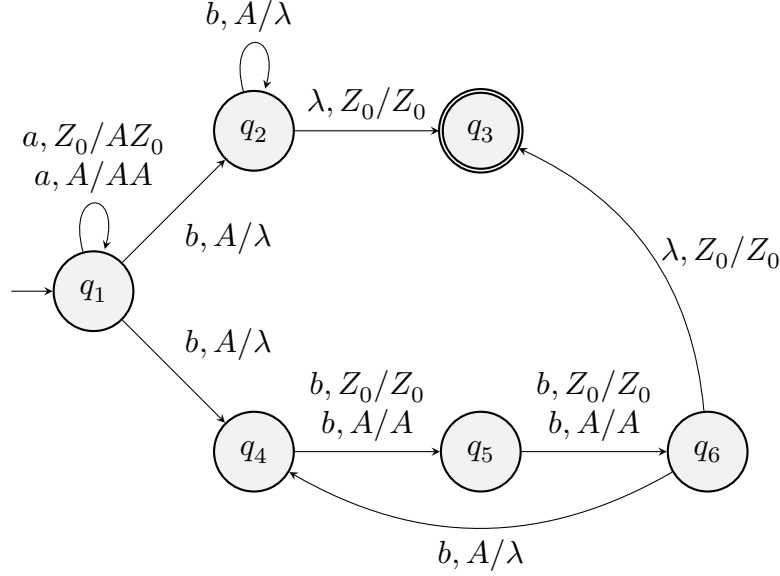 b, A/λ
λ, Z₀/Z₀
q₂
q₃
a, Z₀/AZ₀
a, A/AA
b, A/λ
λ, Z₀/Z₀
q₁
b, A/λ
b, Z₀/Z₀
b, A/A
b, Z₀/Z₀
b, A/A
q₄
q₅
q₆
b, A/λ